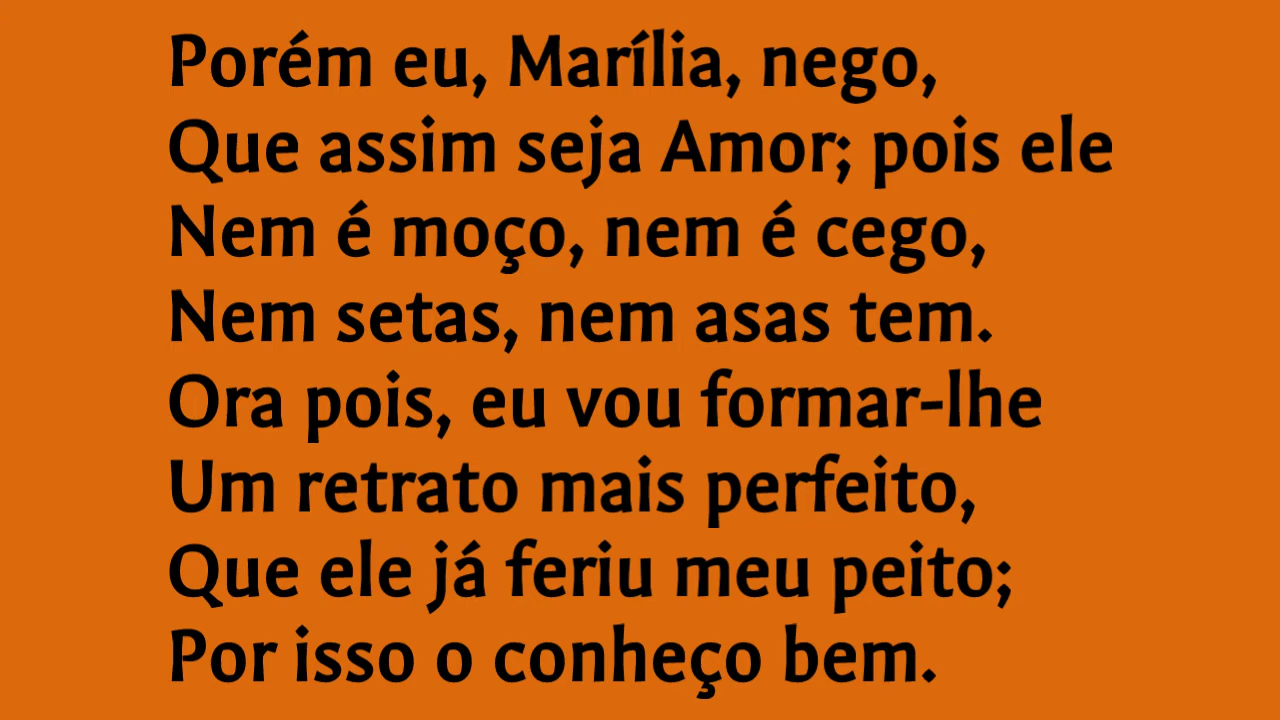 Porém eu, Marília, nego,
Que assim seja Amor; pois ele
Nem é moço, nem é cego,
Nem setas, nem asas tem.
Ora pois, eu vou formar-lhe
Um retrato mais perfeito,
Que ele já feriu meu peito;
Por isso o conheço bem.